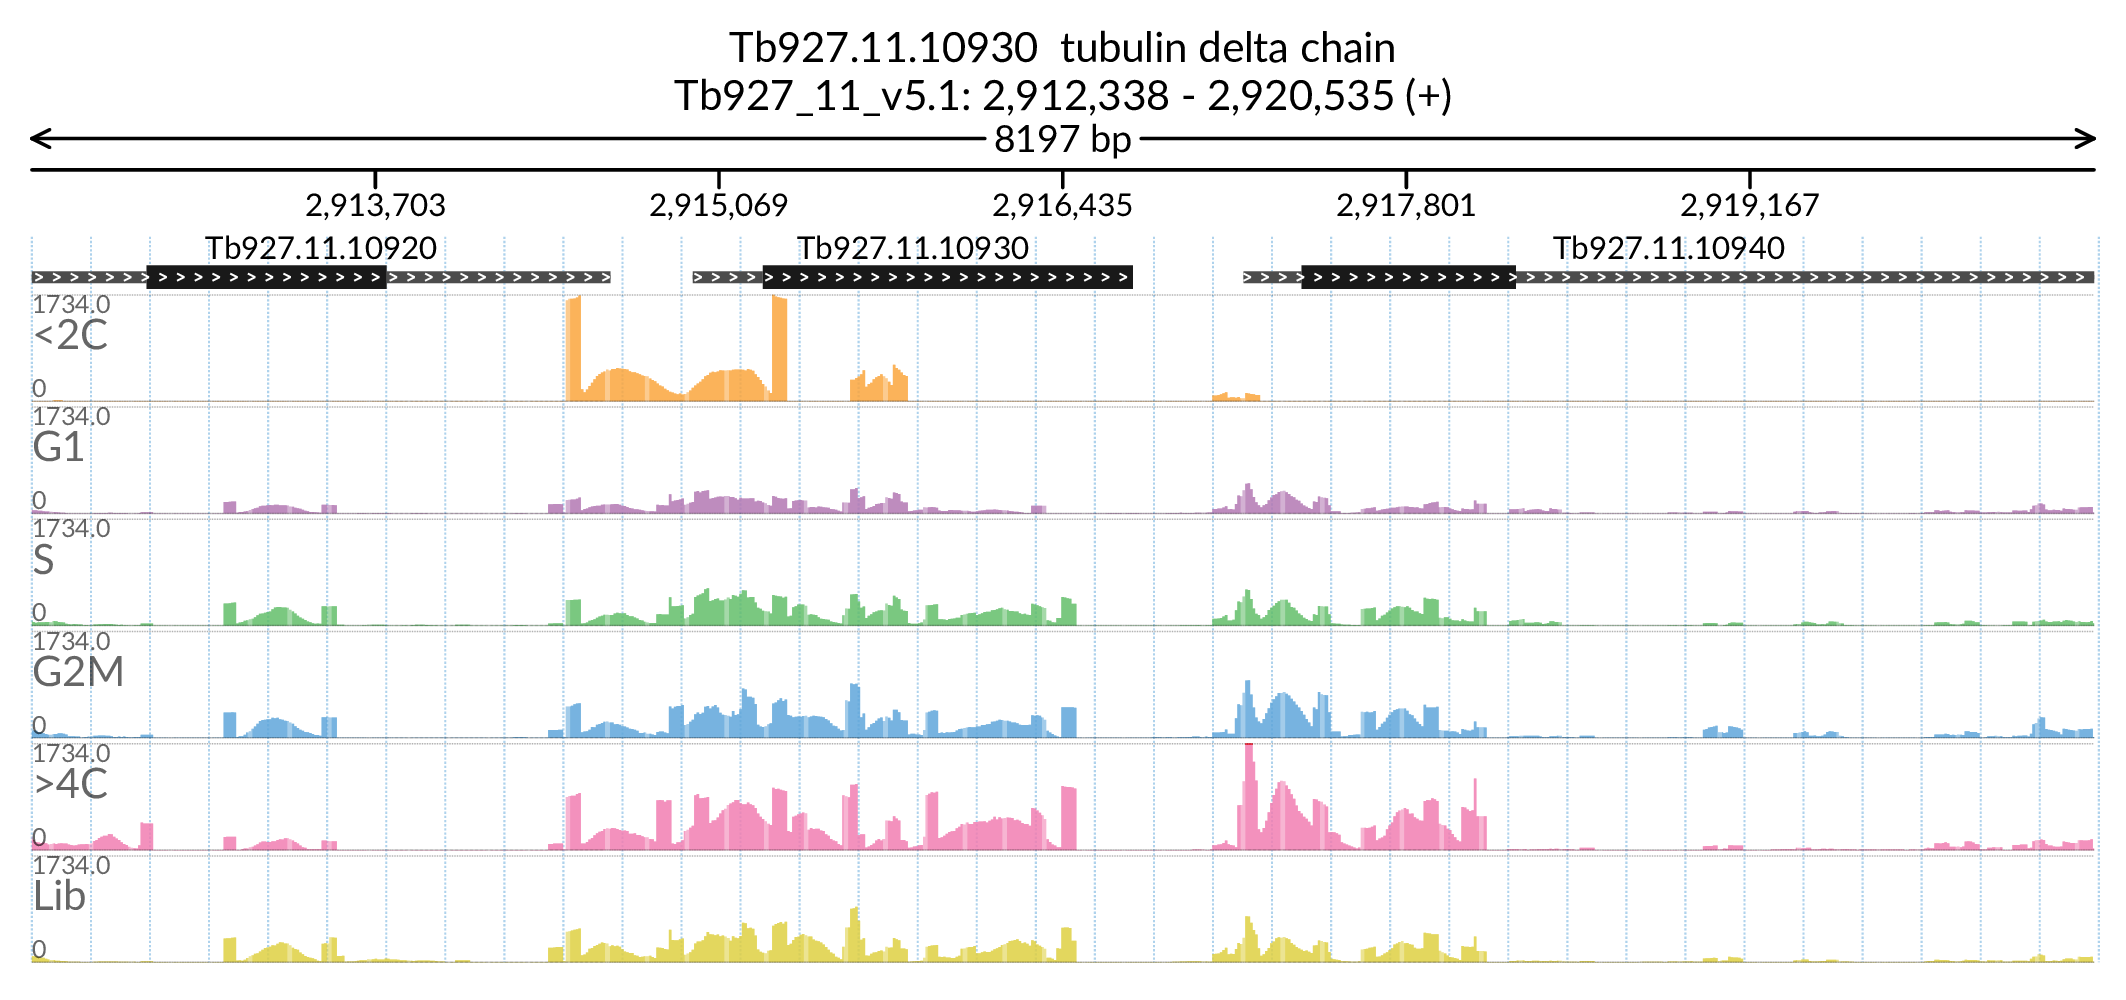 Tb927.11.10930 tubulin delta chain
Tb927_11_v5.1: 2,912,338 - 2,920,535 (+)
8197 bp
2,913,703 2,915,069 2,916,435 2,917,801 2,919,167
Tb927.11.10920 Tb927.11.10930 Tb927.11.10940
1734.0
<2C
0
1734.0
G1
0
1734.0
S
0
1734.0
G2M
0
1734.0
>4C
0
1734.0
Lib
0